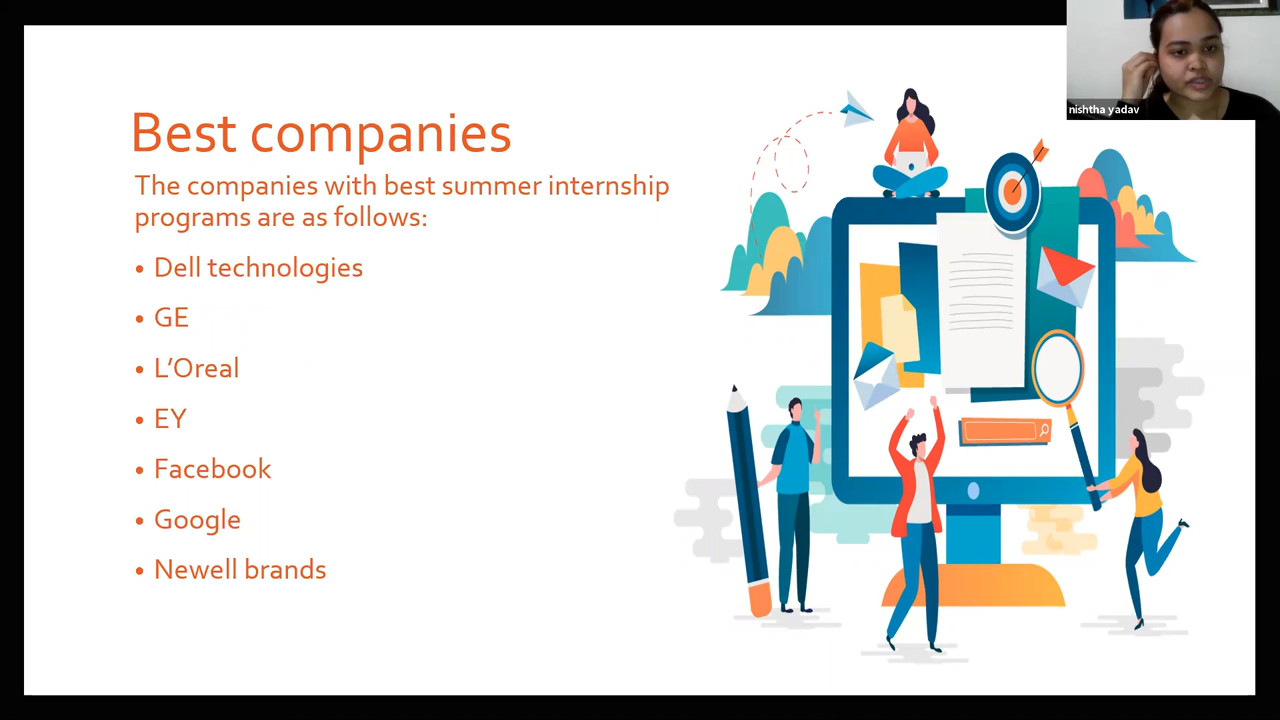 Best companies
The companies with best summer internship
programs are as follows:
• Dell technologies
• GE
• L’Oreal
• EY
• Facebook
• Google
• Newell brands
nishtha yadav